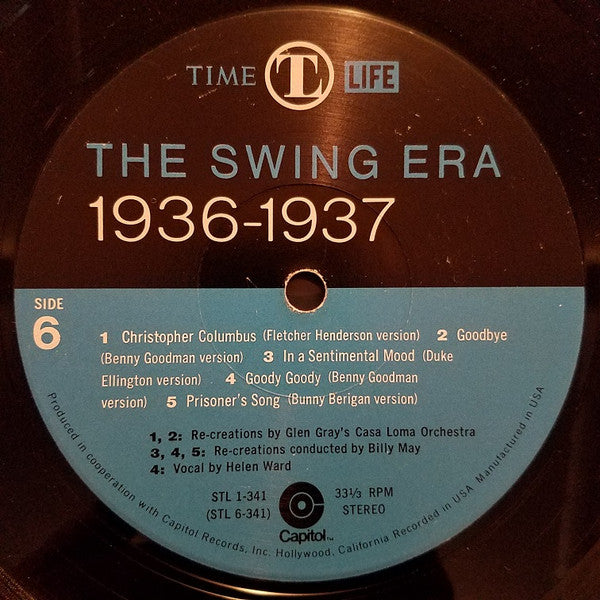 TIME TL LIFE
THE SWING ERA
1936-1937
SIDE
6
1 Christopher Columbus (Fletcher Henderson version) 2 Goodbye
(Benny Goodman version) 3 In a Sentimental Mood (Duke
Ellington version) 4 Goody Goody (Benny Goodman
version) 5 Prisoner's Song (Bunny Berigan version)
1, 2: Re-creations by Glen Gray's Casa Loma Orchestra
3, 4, 5: Re-creations conducted by Billy May
4: Vocal by Helen Ward
STL 1-341
(STL 6-341)
33⅓ RPM
STEREO
Capitol™
Produced in cooperation with Capitol Records, Inc. Hollywood, California Recorded in USA Manufactured in USA